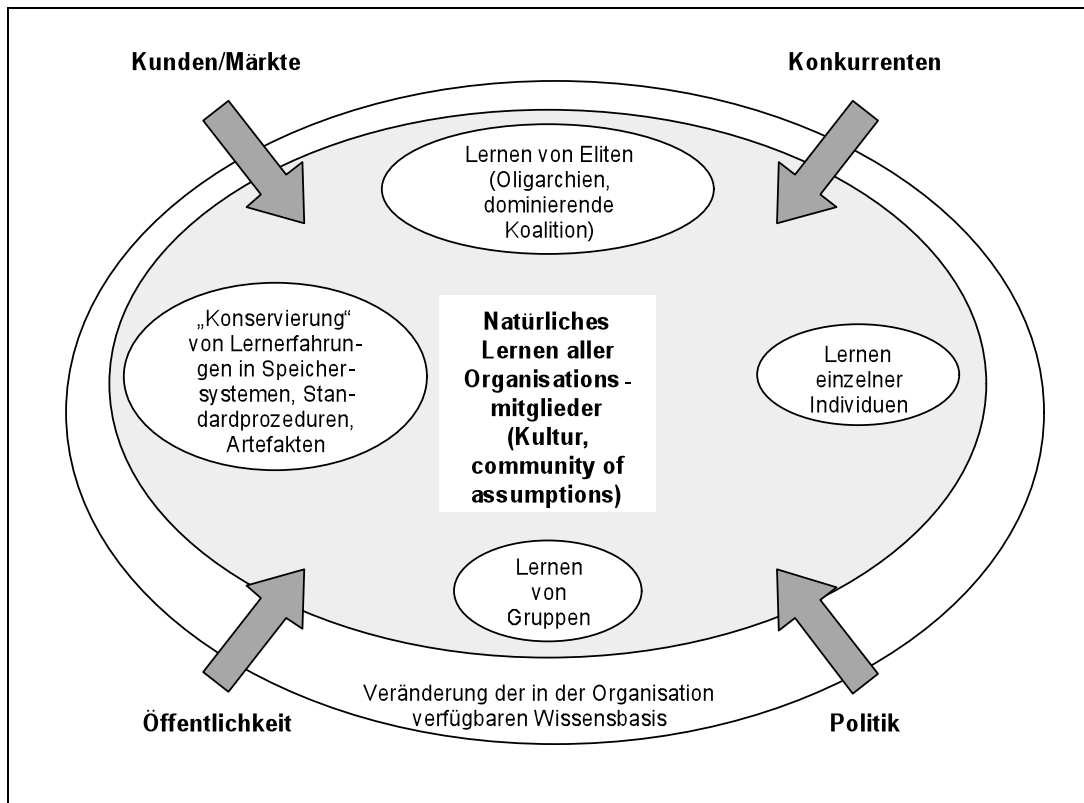 Kunden/Märkte
Konkurrenten
Lernen von Eliten
(Oligarchien,
dominierende
Koalition)
„Konservierung“
von Lernerfahrun-
gen in Speicher-
systemen, Stan-
dardprozeduren,
Artefakten
Natürliches
Lernen aller
Organisations -
mitglieder
(Kultur,
community of
assumptions)
Lernen
einzelner
Individuen
Lernen
von
Gruppen
Veränderung der in der Organisation
verfügbaren Wissensbasis
Öffentlichkeit
Politik